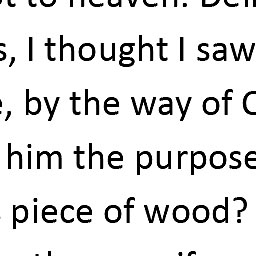 to heaven.
s, I thought I saw
, by the way of
him the purpose
piece of wood?